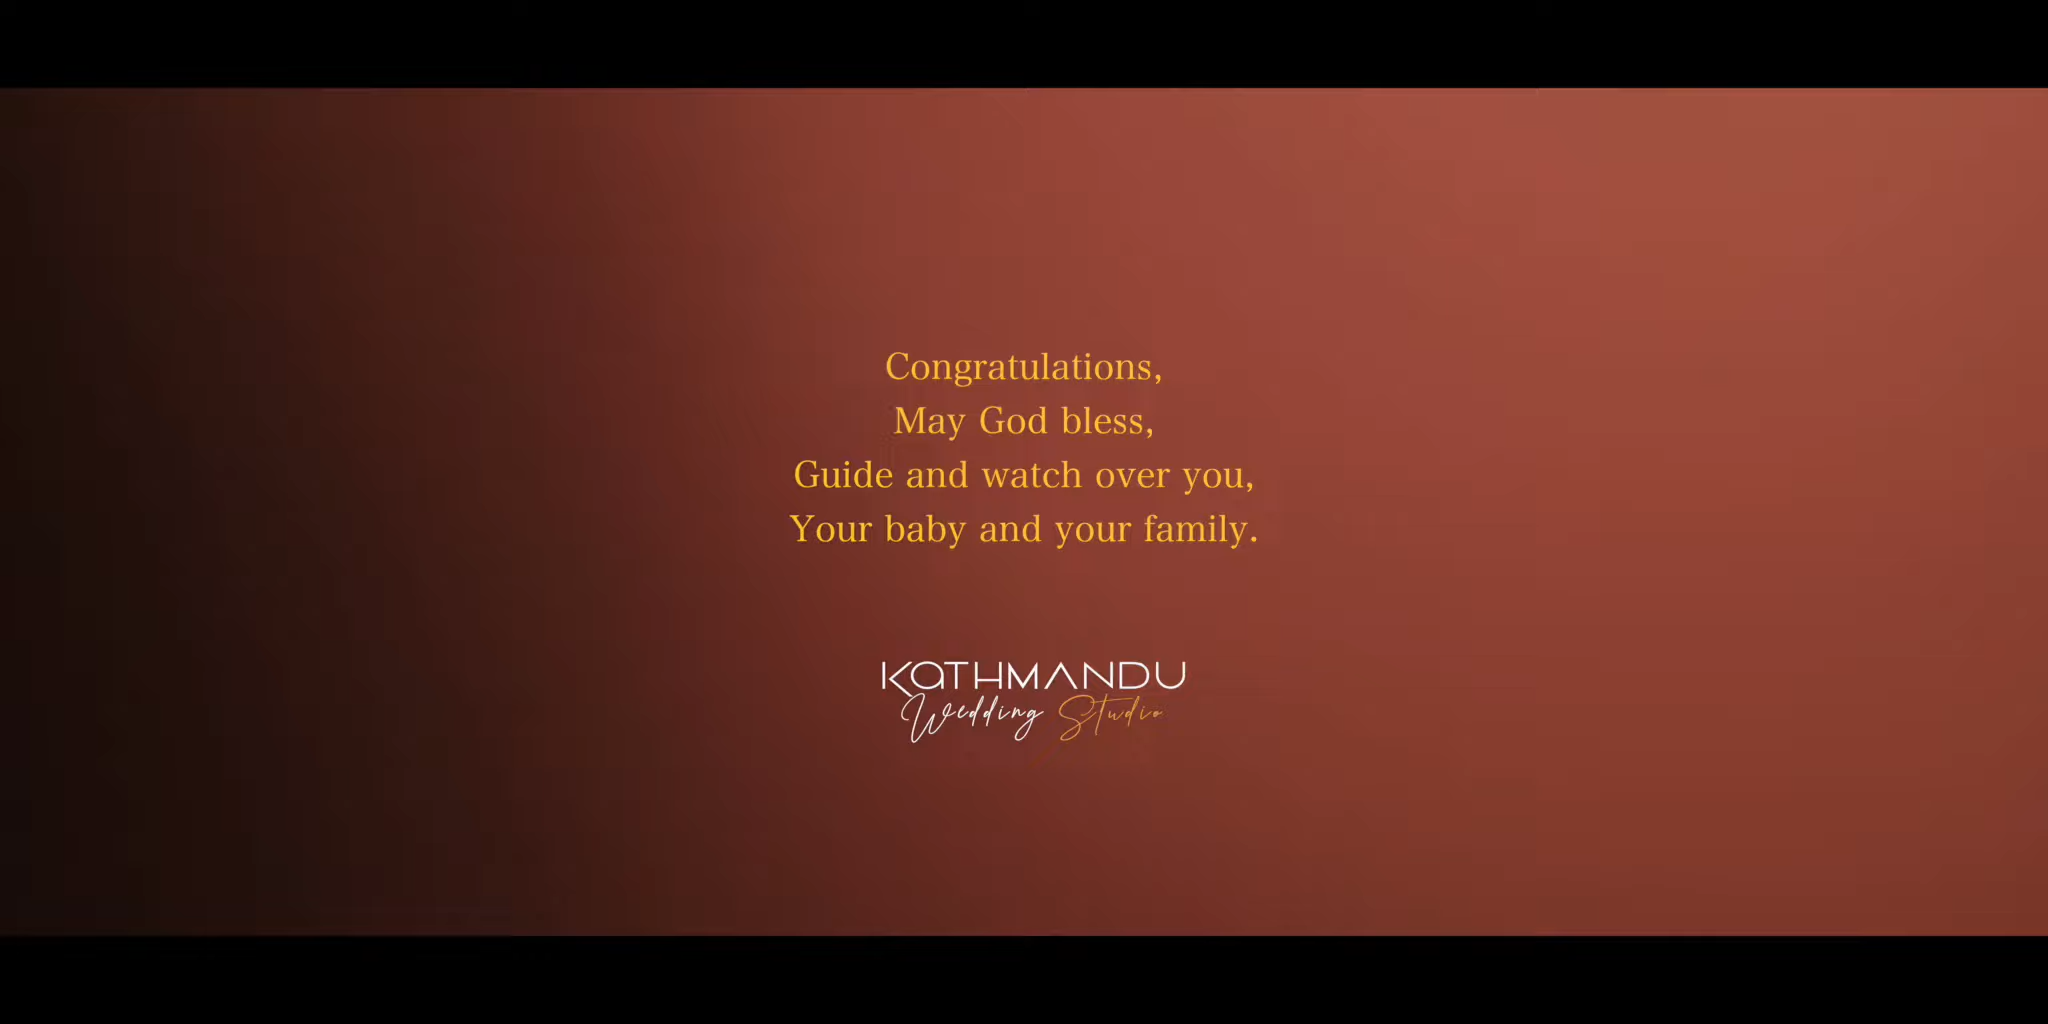 Congratulations,
May God bless,
Guide and watch over you,
Your baby and your family.
KATHMANDU
Wedding Studio